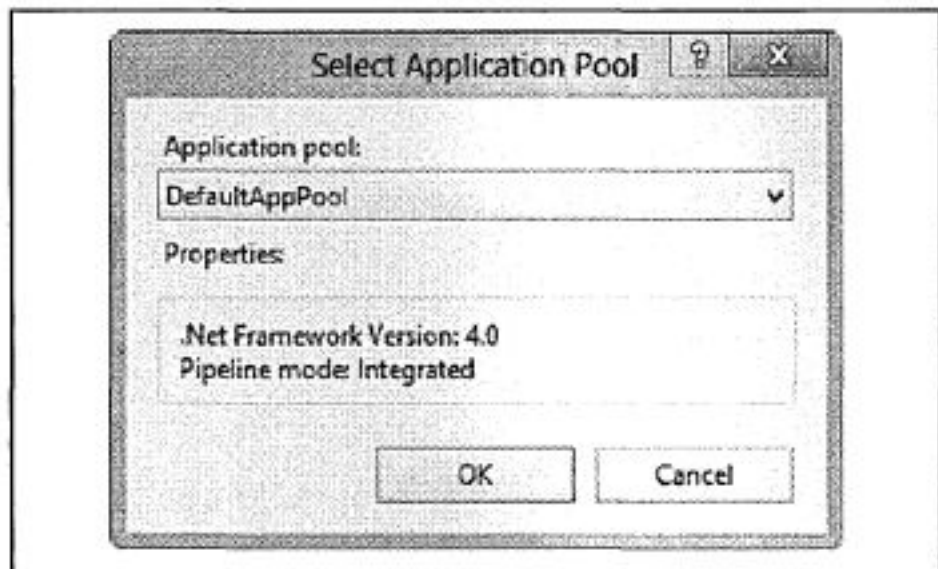 Select Application Pool
Application pool:
DefaultAppPool
Properties:
.Net Framework Version: 4.0
Pipeline mode: Integrated
OK
Cancel